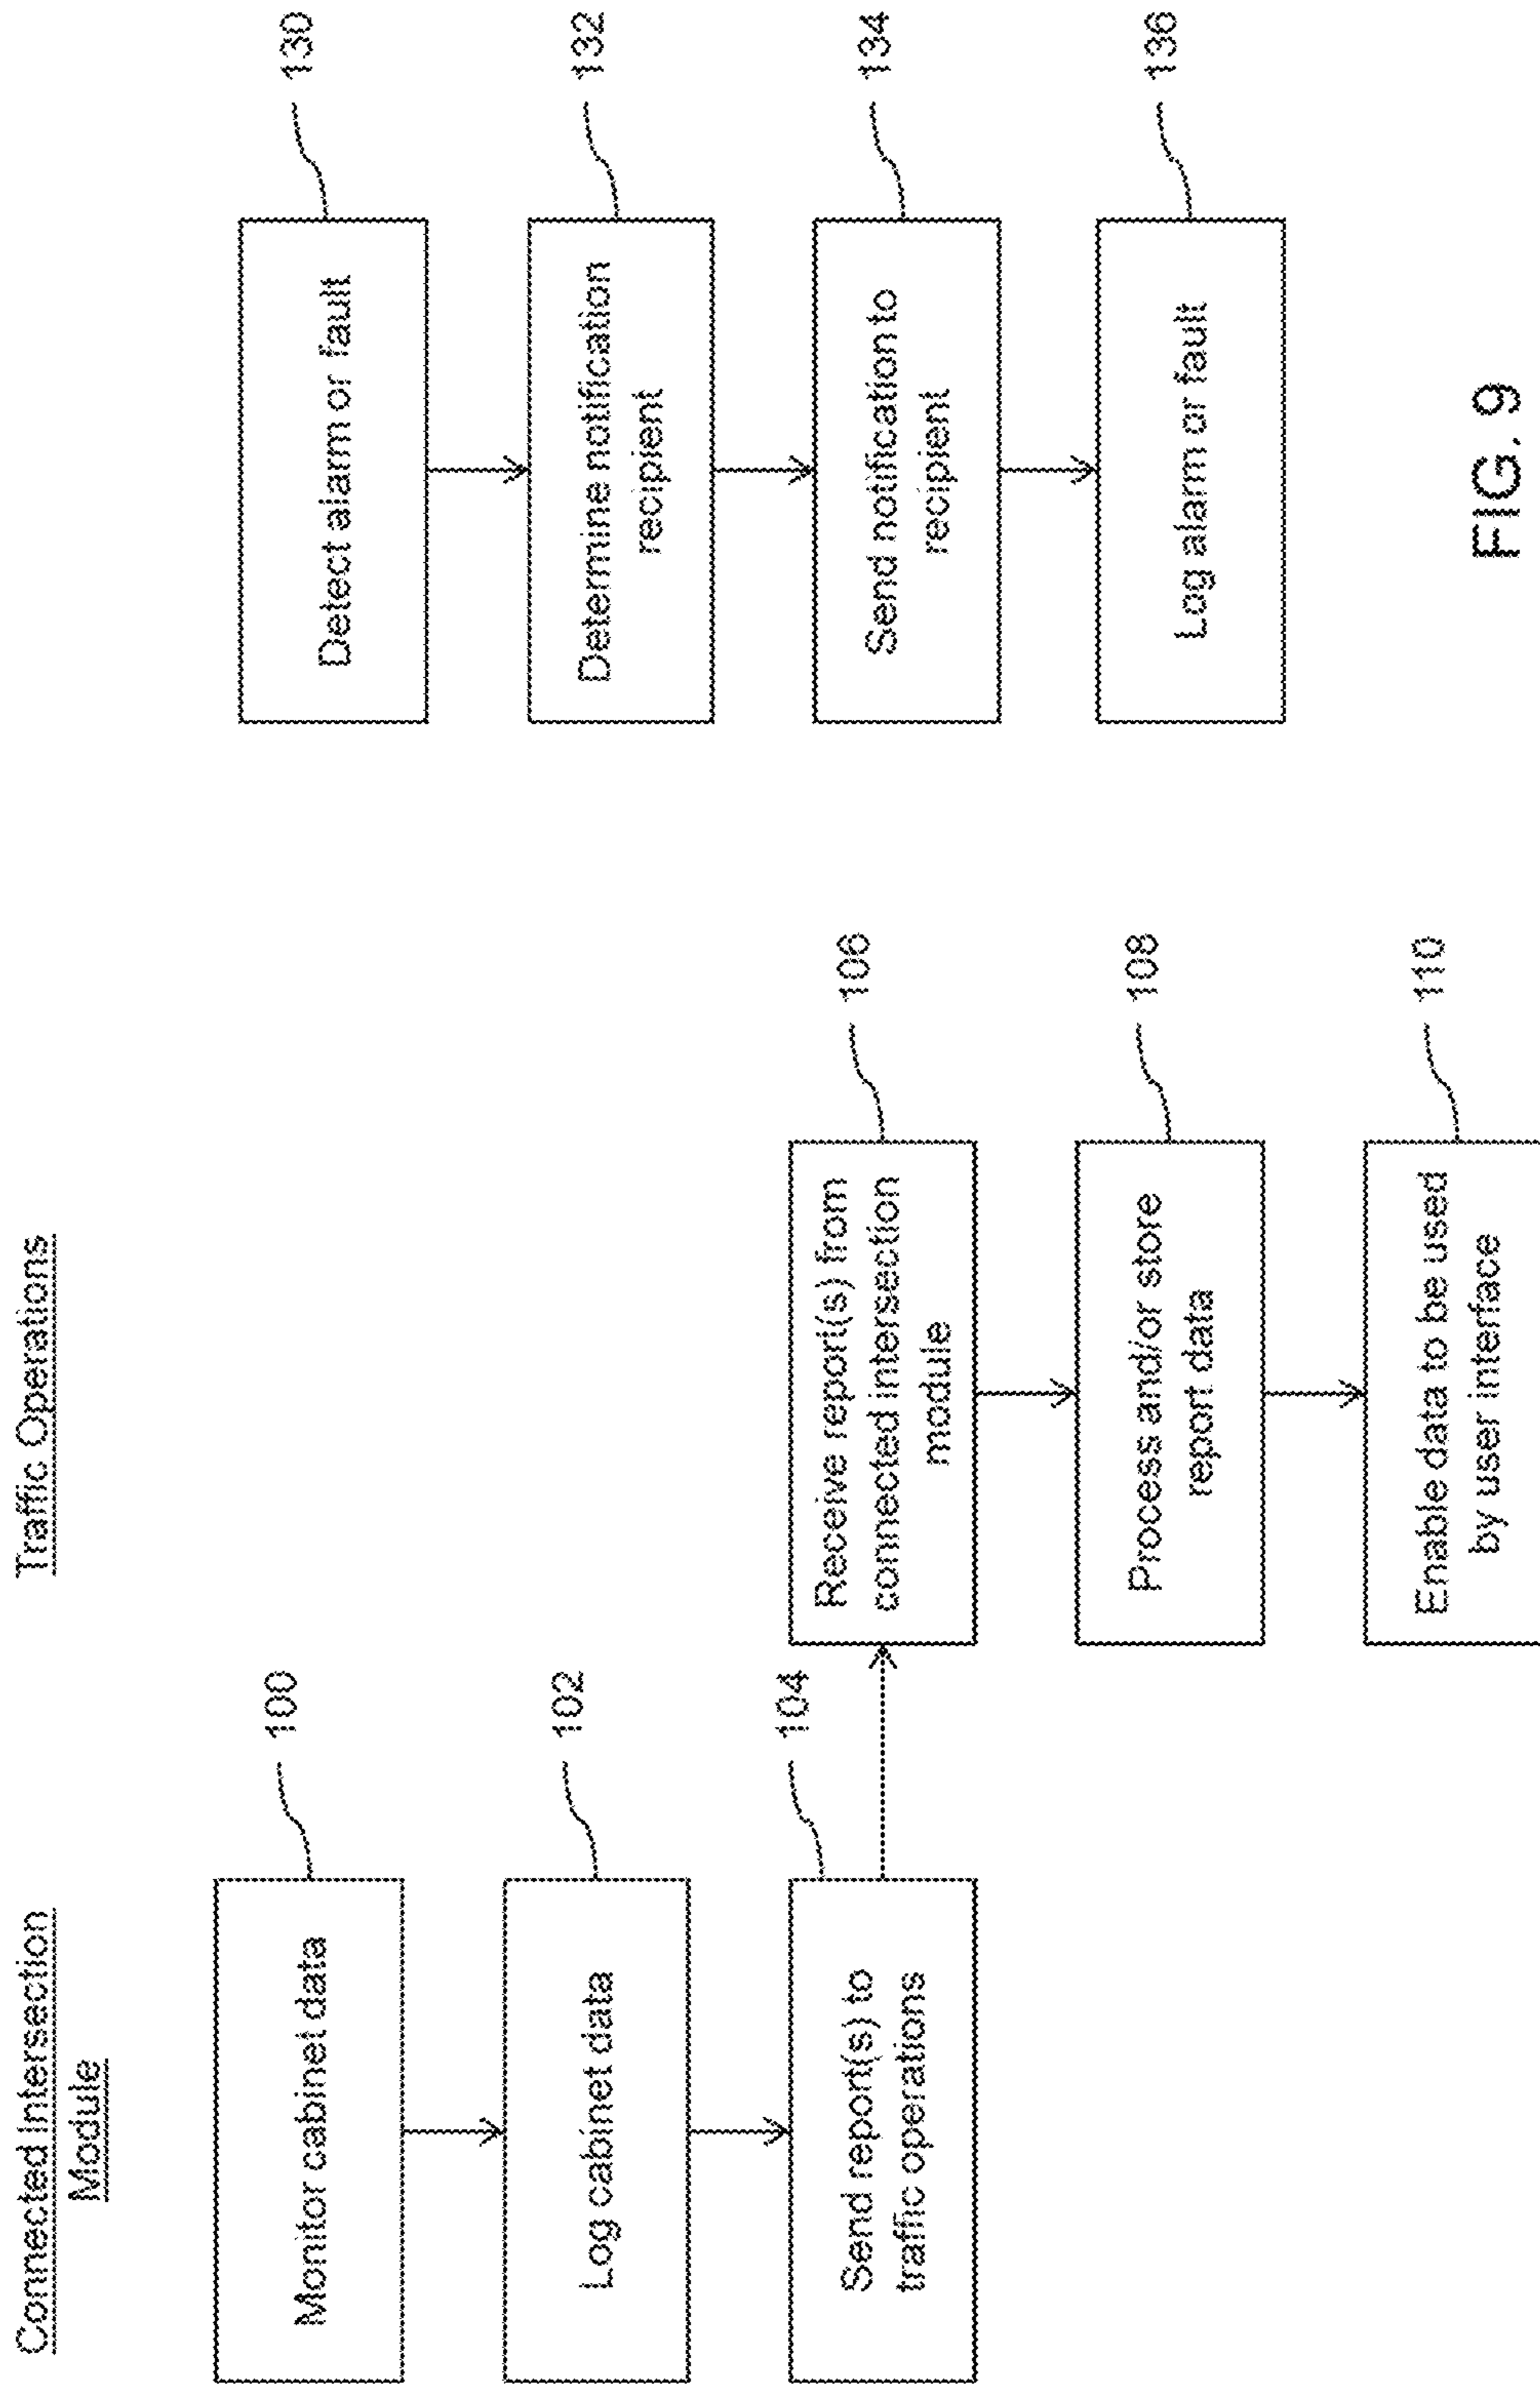 Connected Intersection
Module
Monitor cabinet data
100
Log cabinet data
102
Send report(s) to
traffic operations
104
Traffic Operations
Receive report(s) from
connected intersection
module
106
Process and/or store
report data
108
Enable data to be used
by user interface
110
Detect alarm or fault
130
Determine notification
recipient
132
Send notification to
recipient
134
Log alarm or fault
136
FIG. 9